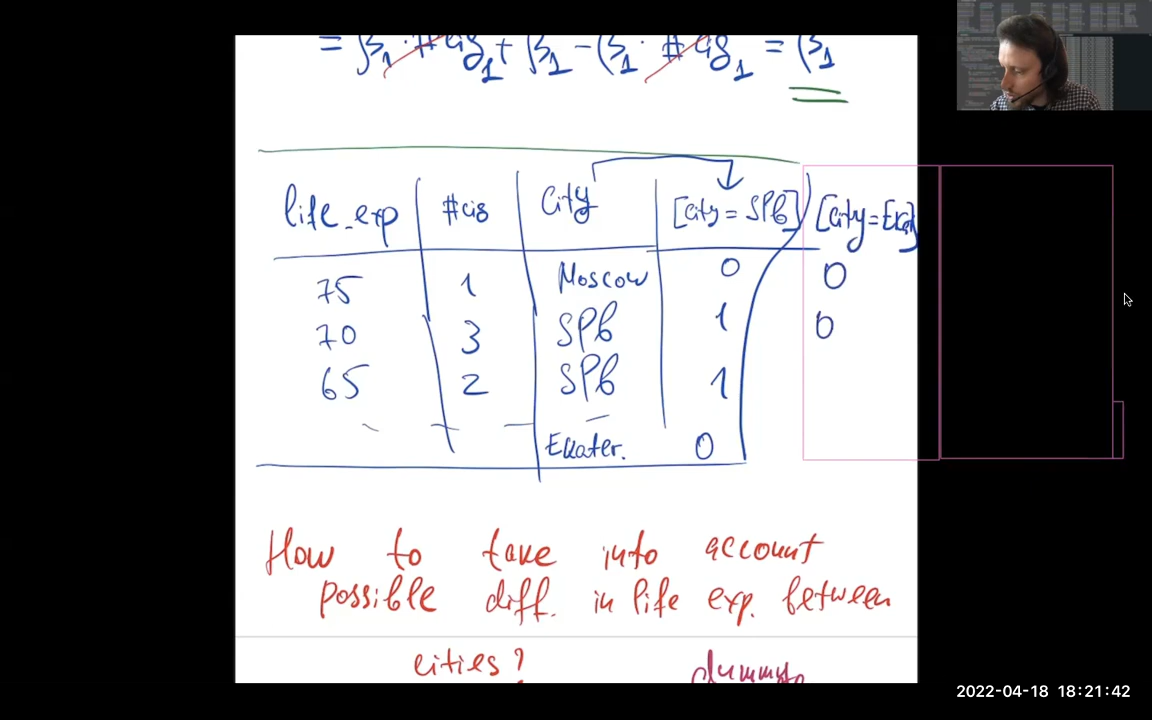 = β₁ · #cig₁ + β₁ - β₁ · #cig₁ = β₁
life_exp #cig City [City = SPb] [City = Ekat]
75 1 Moscow 0 0
70 3 SPb 1 0
65 2 SPb 1
Ekater. 0
How to take into account
possible diff. in life exp. between
cities? dummy
2022-04-18 18:21:42